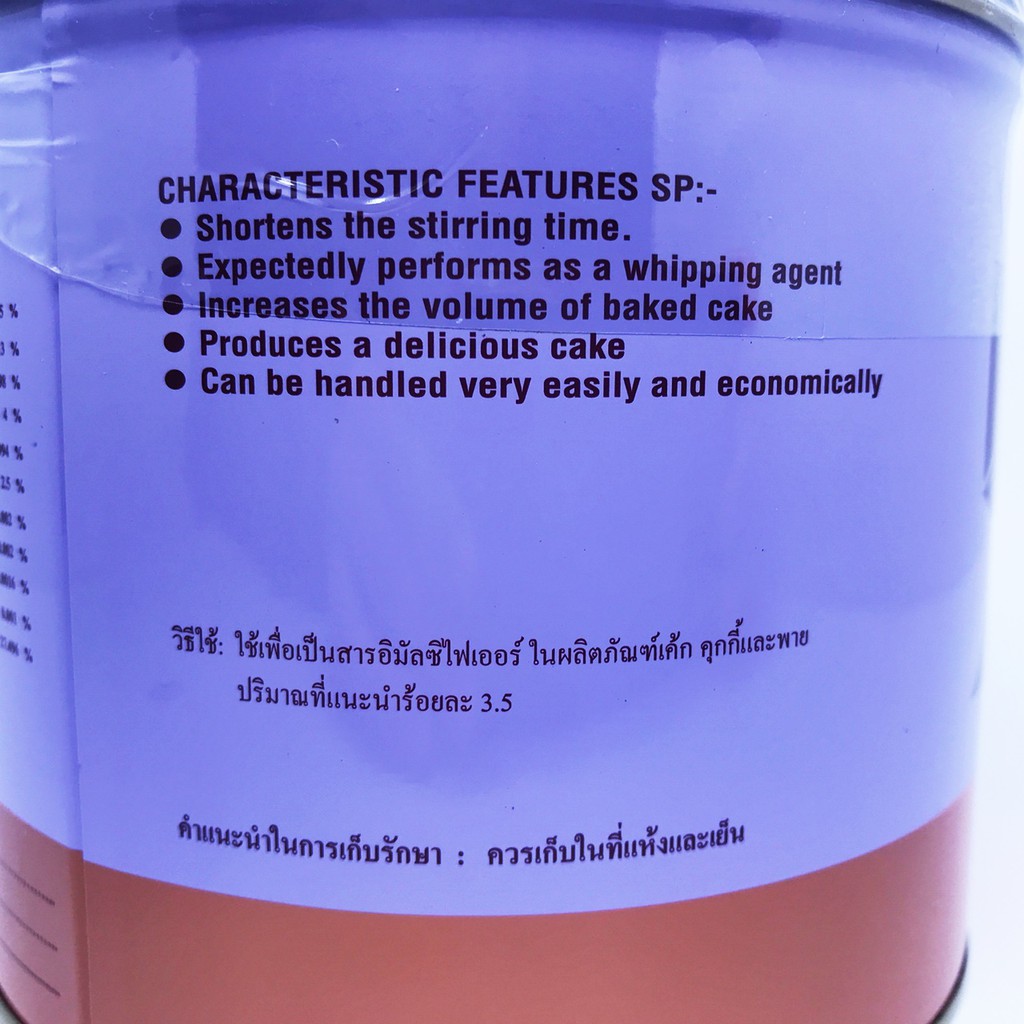 CHARACTERISTIC FEATURES SP:-
● Shortens the stirring time.
● Expectedly performs as a whipping agent
● Increases the volume of baked cake
● Produces a delicious cake
● Can be handled very easily and economically
วิธีใช้: ใช้เพื่อเป็นสารอิมัลซิไฟเออร์ ในผลิตภัณฑ์เค้ก คุกกี้และพาย
ปริมาณที่แนะนำร้อยละ 3.5
คำแนะนำในการเก็บรักษา : ควรเก็บในที่แห้งและเย็น